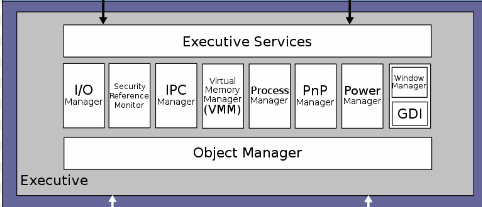 Executive Services
I/O
Manager
Security
Reference
Monitor
IPC
Manager
Virtual
Memory
Manager
(VMM)
Process
Manager
PnP
Manager
Power
Manager
Window
Manager
GDI
Object Manager
Executive